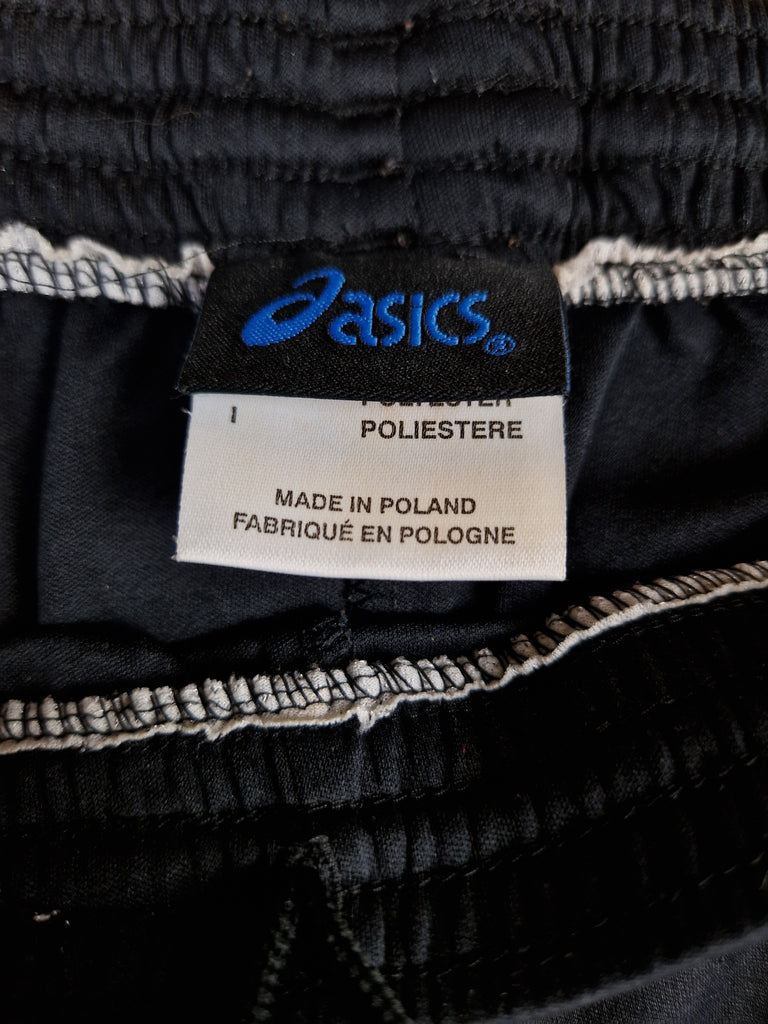 asics®
I POLIESTERE
MADE IN POLAND
FABRIQUÉ EN POLOGNE